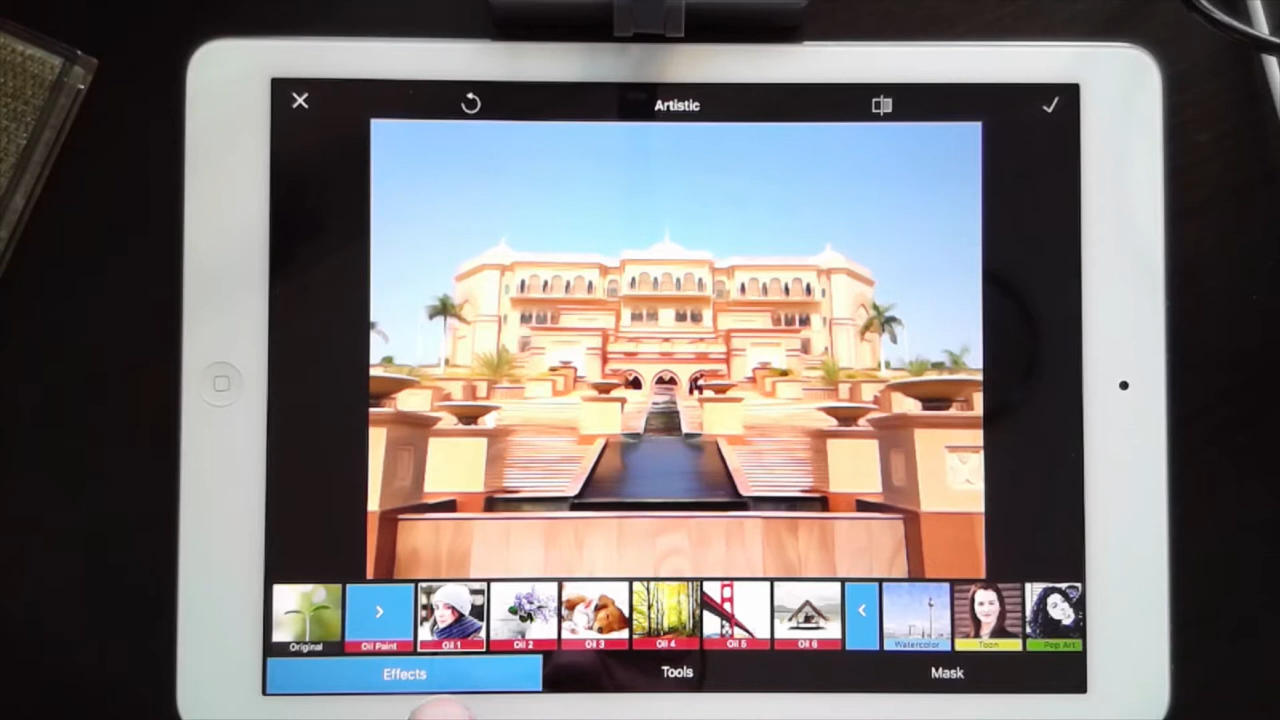 Artistic
Original
Oil Paint
Oil 1
Oil 2
Oil 3
Oil 4
Oil 5
Oil 6
Watercolor
Toon
Pop Art
Effects
Tools
Mask